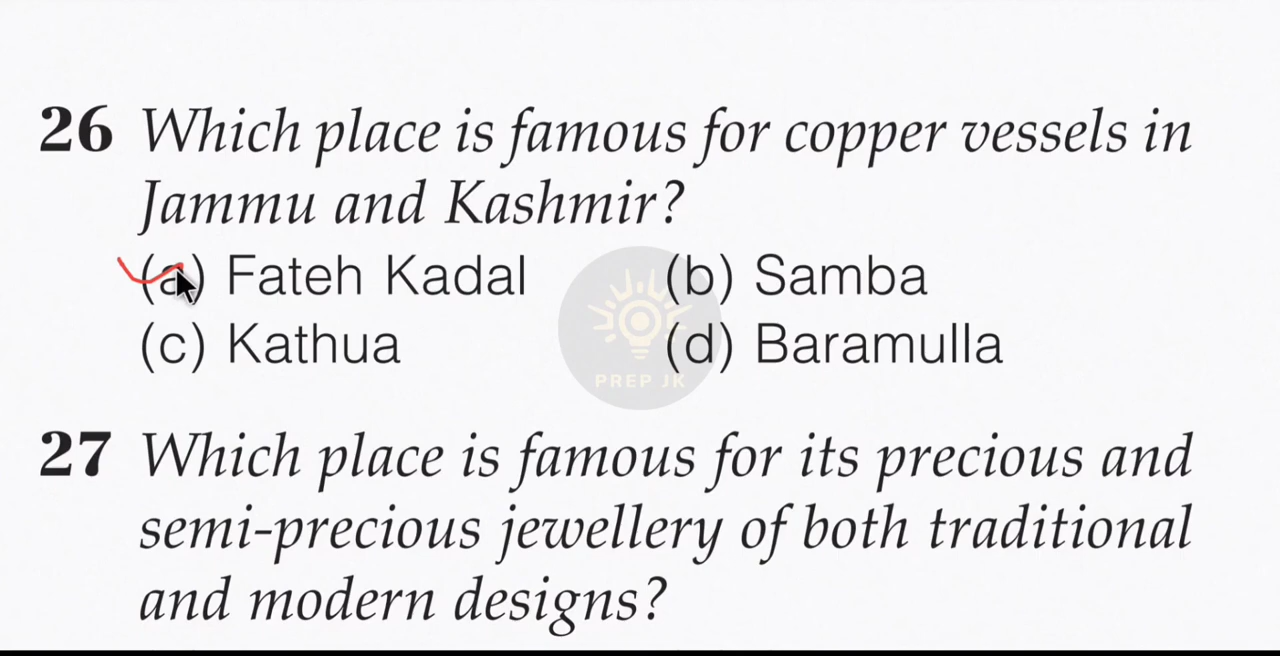 26 Which place is famous for copper vessels in
Jammu and Kashmir?
(a) Fateh Kadal (b) Samba
(c) Kathua (d) Baramulla
PREP JK
27 Which place is famous for its precious and
semi-precious jewellery of both traditional
and modern designs?